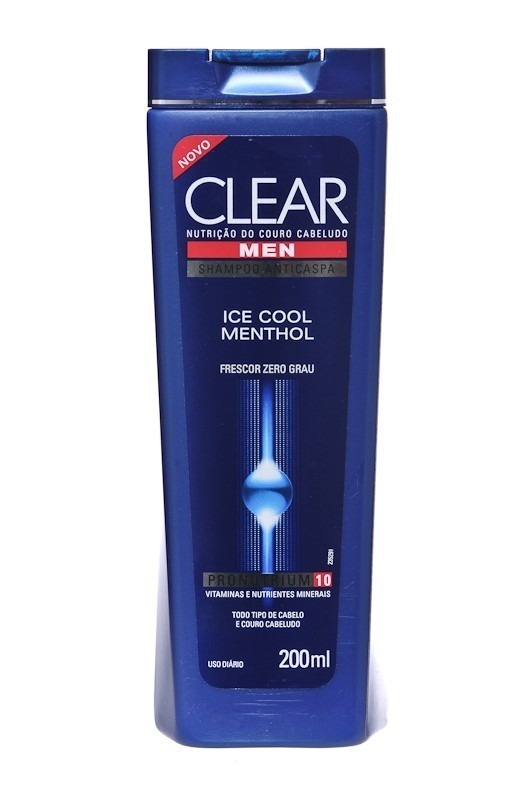 NOVO
CLEAR
NUTRIÇÃO DO COURO CABELUDO
MEN
SHAMPOO ANTICASPA
ICE COOL
MENTHOL
FRESCOR ZERO GRAU
PRONUTRIUM 10
VITAMINAS E NUTRIENTES MINERAIS
TODO TIPO DE CABELO
E COURO CABELUDO
USO DIÁRIO
200ml